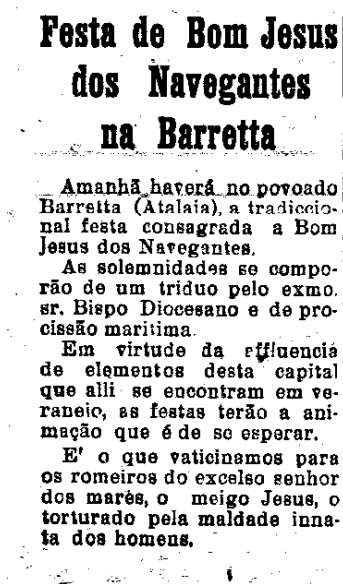 Festa de Bom Jesus
dos Navegantes
na Barretta
Amanhã haverá no povoado
Barretta (Atalaia), a tradiccio-
nal festa consagrada a Bom
Jesus dos Navegantes.
As solemnidades se compo-
rão de um triduo pelo exmo.
sr. Bispo Diocesano e de pro-
cissão maritima.
Em virtude da affluencia
de elementos desta capital
que alli se encontram em ve-
raneio, as festas terão a ani-
mação que é de se esperar.
E' o que vaticinamos para
os romeiros do excelso senhor
dos marés, o meigo Jesus, o
torturado pela maldade inna-
ta dos homens.